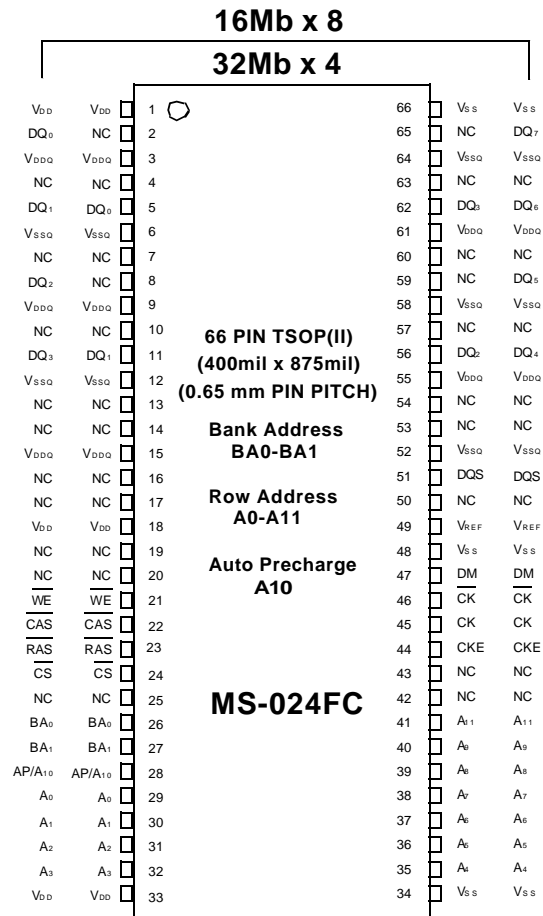 16Mb x 8
32Mb x 4
VDD VDD 1 66 VSS VSS
DQ0 NC 2 65 NC DQ7
VDDQ VDDQ 3 64 VSSQ VSSQ
NC NC 4 63 NC NC
DQ1 DQ0 5 62 DQ3 DQ6
VSSQ VSSQ 6 61 VDDQ VDDQ
NC NC 7 60 NC NC
DQ2 NC 8 59 NC DQ5
VDDQ VDDQ 9 58 VSSQ VSSQ
NC NC 10 57 NC NC
66 PIN TSOP(II)
DQ3 DQ1 11 56 DQ2 DQ4
(400mil x 875mil)
VSSQ VSSQ 12 55 VDDQ VDDQ
(0.65 mm PIN PITCH)
NC NC 13 54 NC NC
NC NC 14 53 NC NC
Bank Address
VDDQ VDDQ 15 52 VSSQ VSSQ
BA0-BA1
NC NC 16 51 DQS DQS
NC NC 17 50 NC NC
Row Address
VDD VDD 18 49 VREF VREF
A0-A11
NC NC 19 48 VSS VSS
Auto Precharge
NC NC 20 47 DM DM
A10
W̅E̅ W̅E̅ 21 46 C̅K̅ C̅K̅
C̅A̅S̅ C̅A̅S̅ 22 45 CK CK
R̅A̅S̅ R̅A̅S̅ 23 44 CKE CKE
C̅S̅ C̅S̅ 24 43 NC NC
NC NC 25 42 NC NC
MS-024FC
BA0 BA0 26 41 A11 A11
BA1 BA1 27 40 A9 A9
AP/A10 AP/A10 28 39 A8 A8
A0 A0 29 38 A7 A7
A1 A1 30 37 A6 A6
A2 A2 31 36 A5 A5
A3 A3 32 35 A4 A4
VDD VDD 33 34 VSS VSS